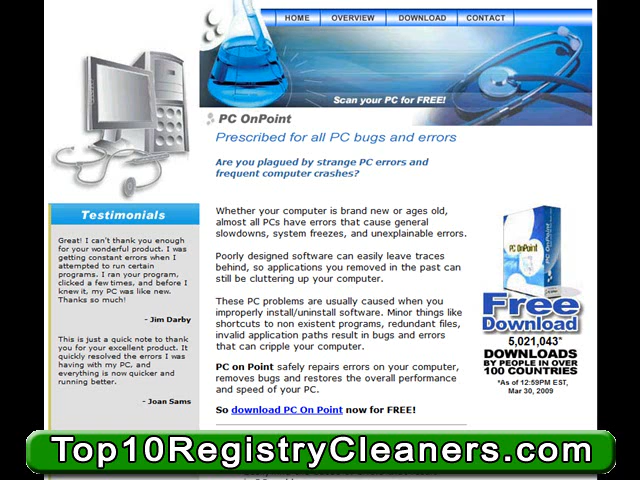 HOME OVERVIEW DOWNLOAD CONTACT
Scan your PC for FREE!
PC OnPoint
Prescribed for all PC bugs and errors
Are you plagued by strange PC errors and
frequent computer crashes?
Testimonials
Great! I can't thank you enough
for your wonderful product. I was
getting constant errors when I
attempted to run certain
programs. I ran your program,
clicked a few times, and before I
knew it, my PC was like new.
Thanks so much!
- Jim Darby
This is just a quick note to thank
you for your excellent product. It
quickly resolved the errors I was
having with my PC, and
everything is now quicker and
running better.
- Joan Sams
Whether your computer is brand new or ages old,
almost all PCs have errors that cause general
slowdowns, system freezes, and unexplainable errors.
Poorly designed software can easily leave traces
behind, so applications you removed in the past can
still be cluttering up your computer.
These PC problems are usually caused when you
improperly install/uninstall software. Minor things like
shortcuts to non existent programs, redundant files,
invalid application paths result in bugs and errors
that can cripple your computer.
PC on Point safely repairs errors on your computer,
removes bugs and restores the overall performance
and speed of your PC.
So download PC On Point now for FREE!
PC OnPoint
PC OnPoint
Free
Download
5,021,043*
DOWNLOADS
BY PEOPLE IN OVER
100 COUNTRIES
*As of 12:59PM EST,
Mar 30, 2009
Top10RegistryCleaners.com